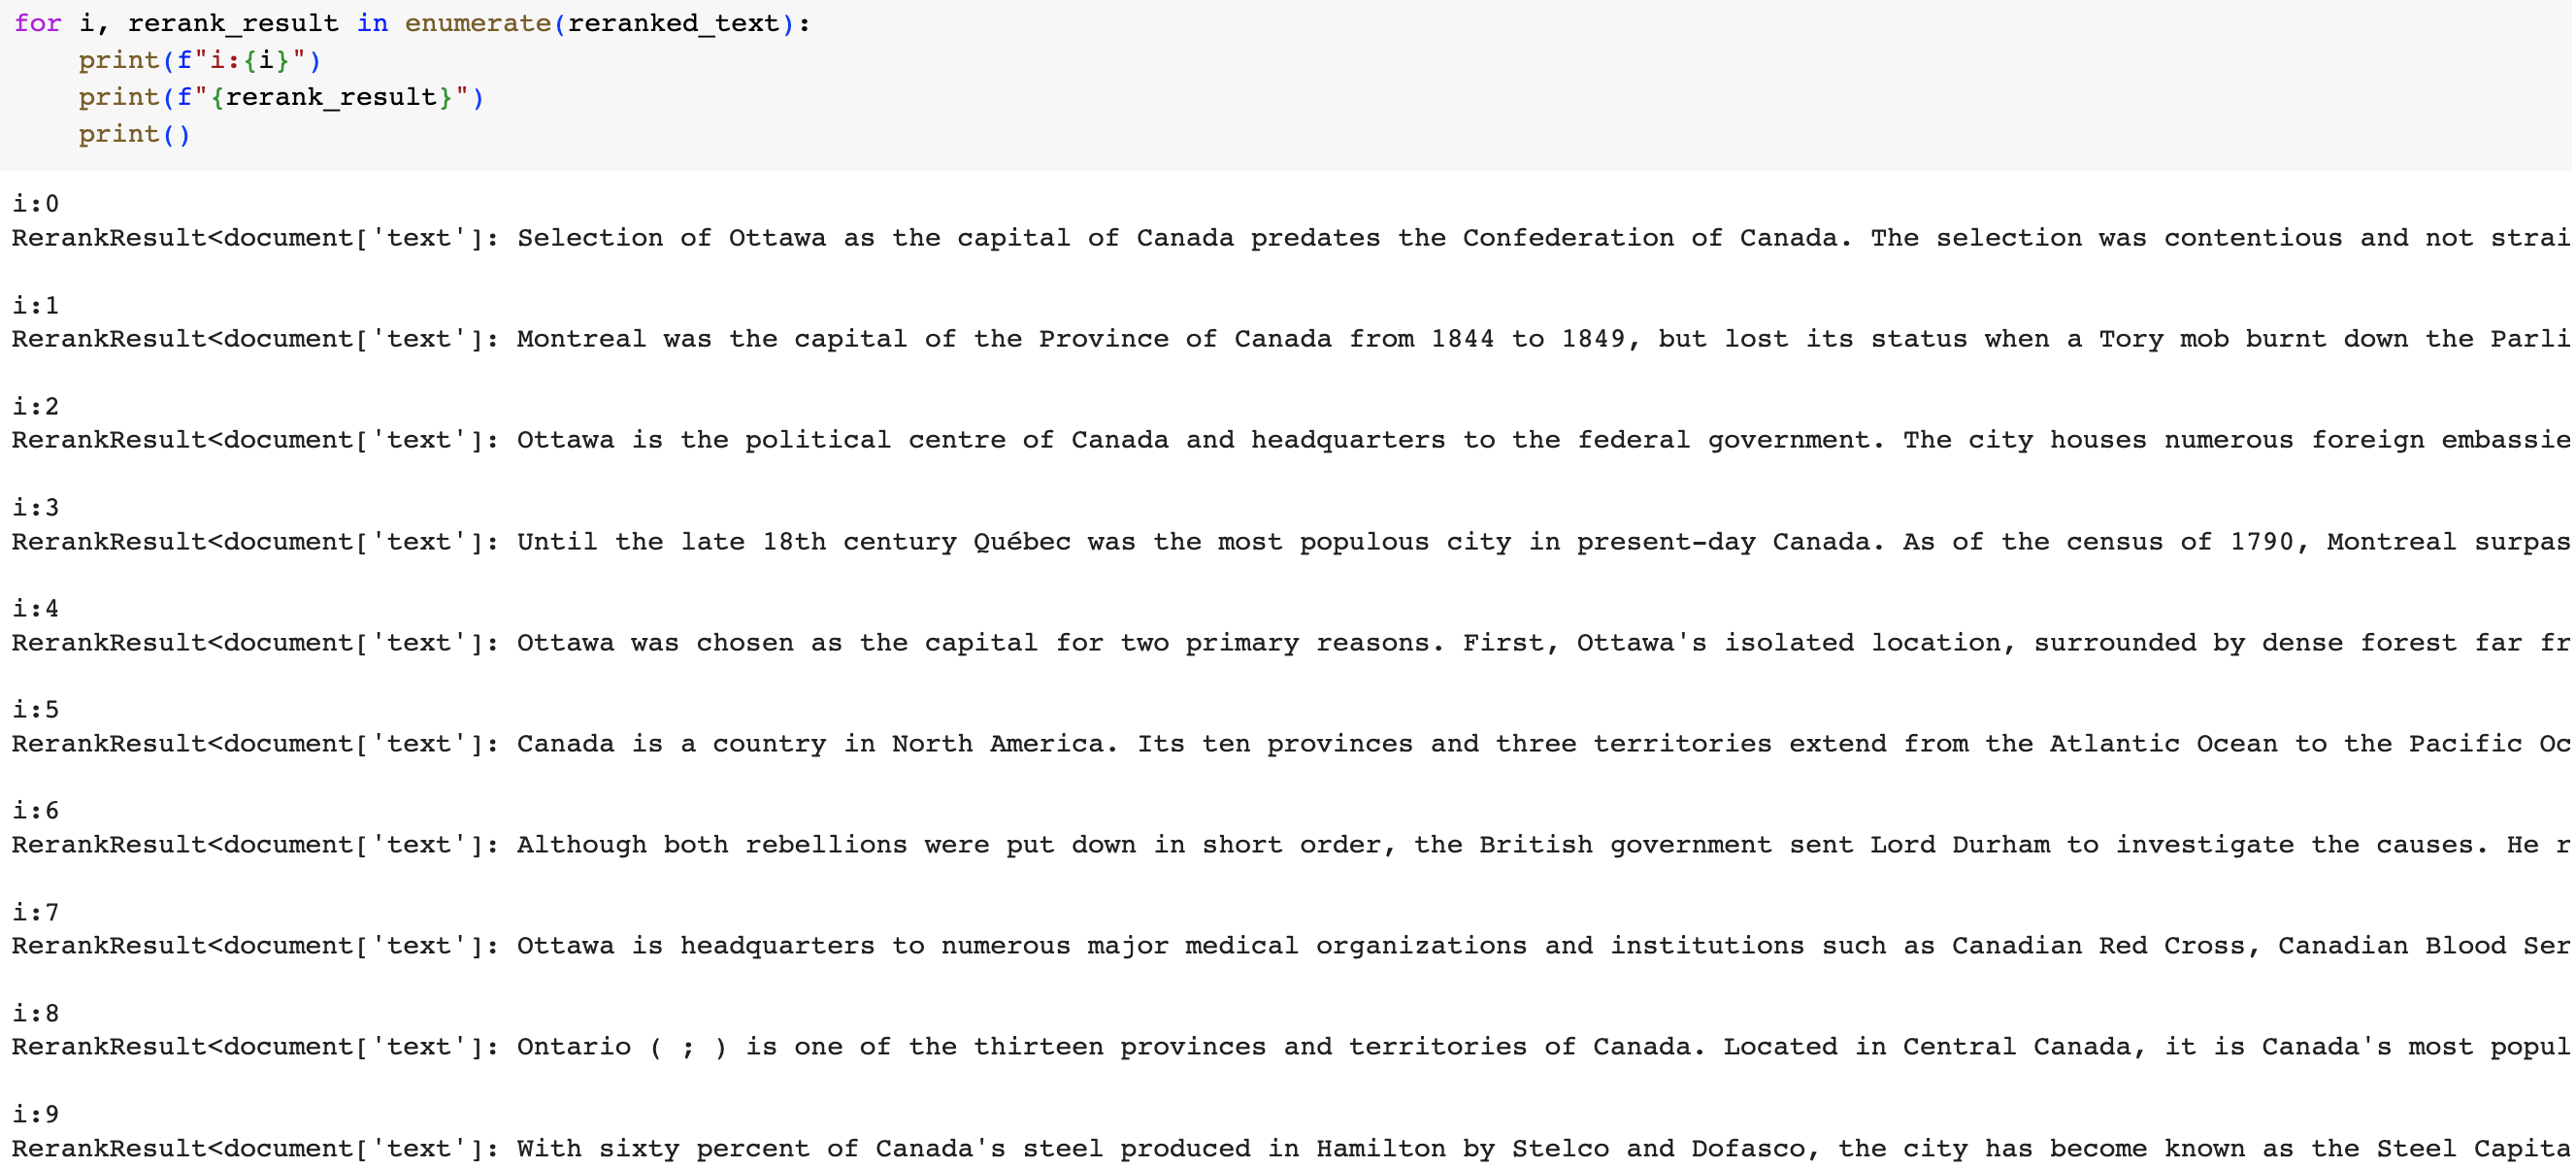 for i, rerank_result in enumerate(reranked_text):
    print(f"i:{i}")
    print(f"{rerank_result}")
    print()
i:0
RerankResult<document['text']: Selection of Ottawa as the capital of Canada predates the Confederation of Canada. The selection was contentious and not strai
i:1
RerankResult<document['text']: Montreal was the capital of the Province of Canada from 1844 to 1849, but lost its status when a Tory mob burnt down the Parli
i:2
RerankResult<document['text']: Ottawa is the political centre of Canada and headquarters to the federal government. The city houses numerous foreign embassie
i:3
RerankResult<document['text']: Until the late 18th century Québec was the most populous city in present-day Canada. As of the census of 1790, Montreal surpas
i:4
RerankResult<document['text']: Ottawa was chosen as the capital for two primary reasons. First, Ottawa's isolated location, surrounded by dense forest far fr
i:5
RerankResult<document['text']: Canada is a country in North America. Its ten provinces and three territories extend from the Atlantic Ocean to the Pacific Oc
i:6
RerankResult<document['text']: Although both rebellions were put down in short order, the British government sent Lord Durham to investigate the causes. He r
i:7
RerankResult<document['text']: Ottawa is headquarters to numerous major medical organizations and institutions such as Canadian Red Cross, Canadian Blood Ser
i:8
RerankResult<document['text']: Ontario ( ; ) is one of the thirteen provinces and territories of Canada. Located in Central Canada, it is Canada's most popul
i:9
RerankResult<document['text']: With sixty percent of Canada's steel produced in Hamilton by Stelco and Dofasco, the city has become known as the Steel Capita